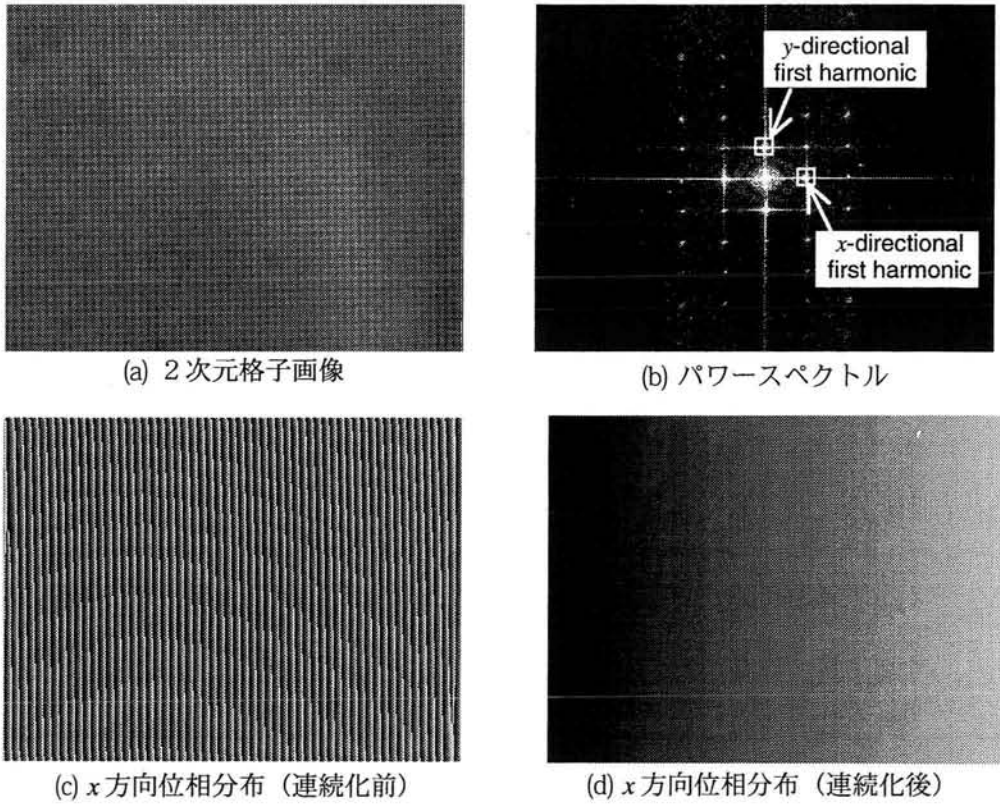 y-directional
first harmonic
x-directional
first harmonic
(a) ２次元格子画像
(b) パワースペクトル
(c) x 方向位相分布（連続化前）
(d) x 方向位相分布（連続化後）